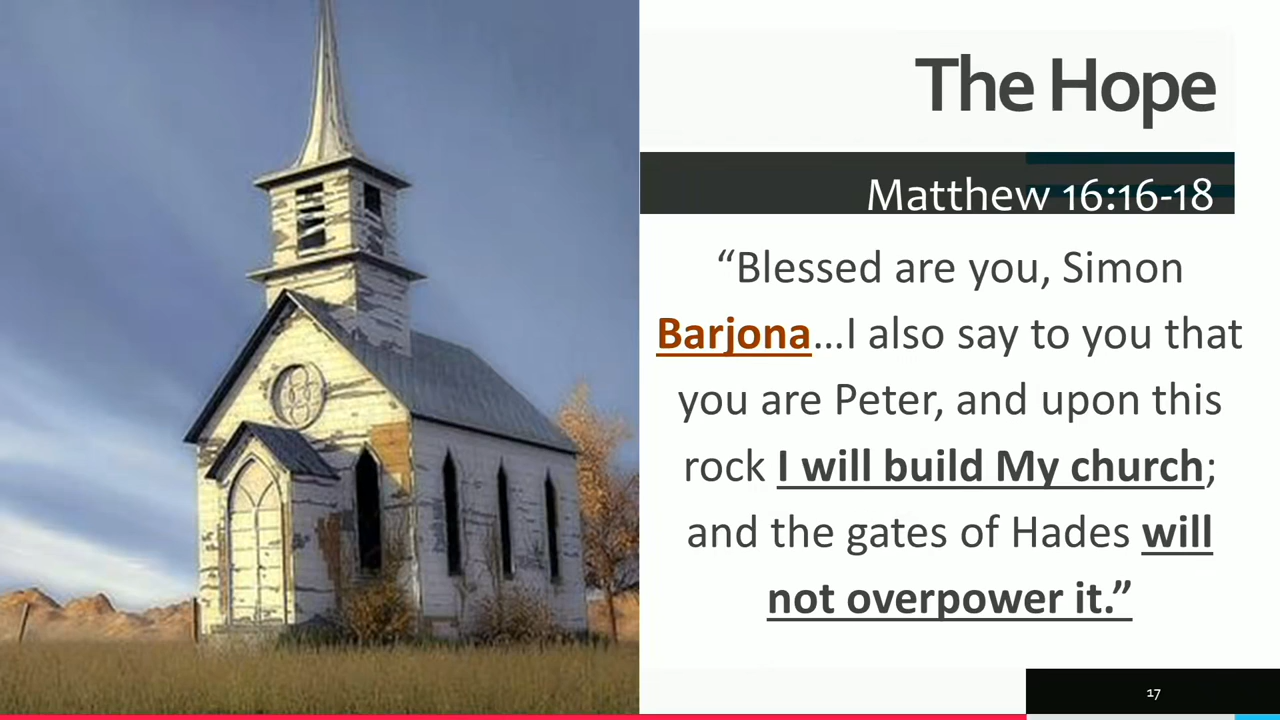 The Hope
Matthew 16:16-18
“Blessed are you, Simon
Barjona…I also say to you that
you are Peter, and upon this
rock I will build My church;
and the gates of Hades will
not overpower it.”
17